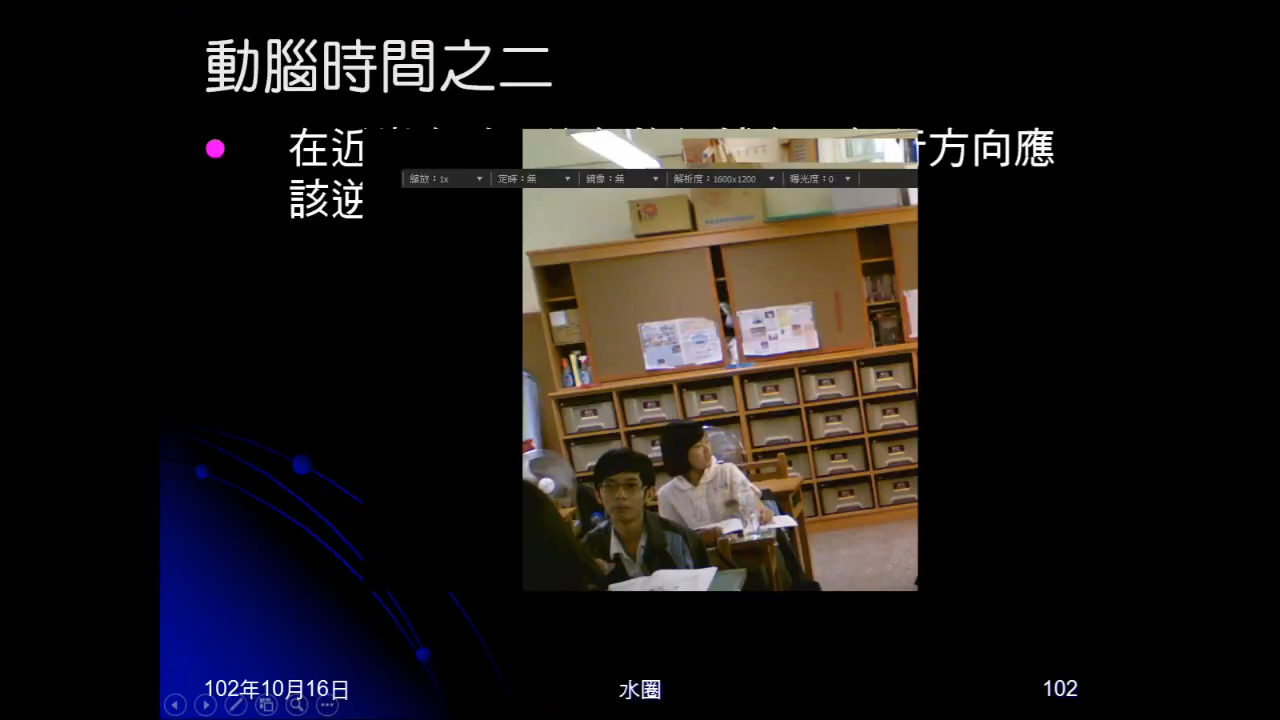 動腦時間之二
在近
方向應
該逆
縮放：1x
定時：無
鏡像：無
解析度：1600x1200
曝光度：0
102年10月16日
水圈
102